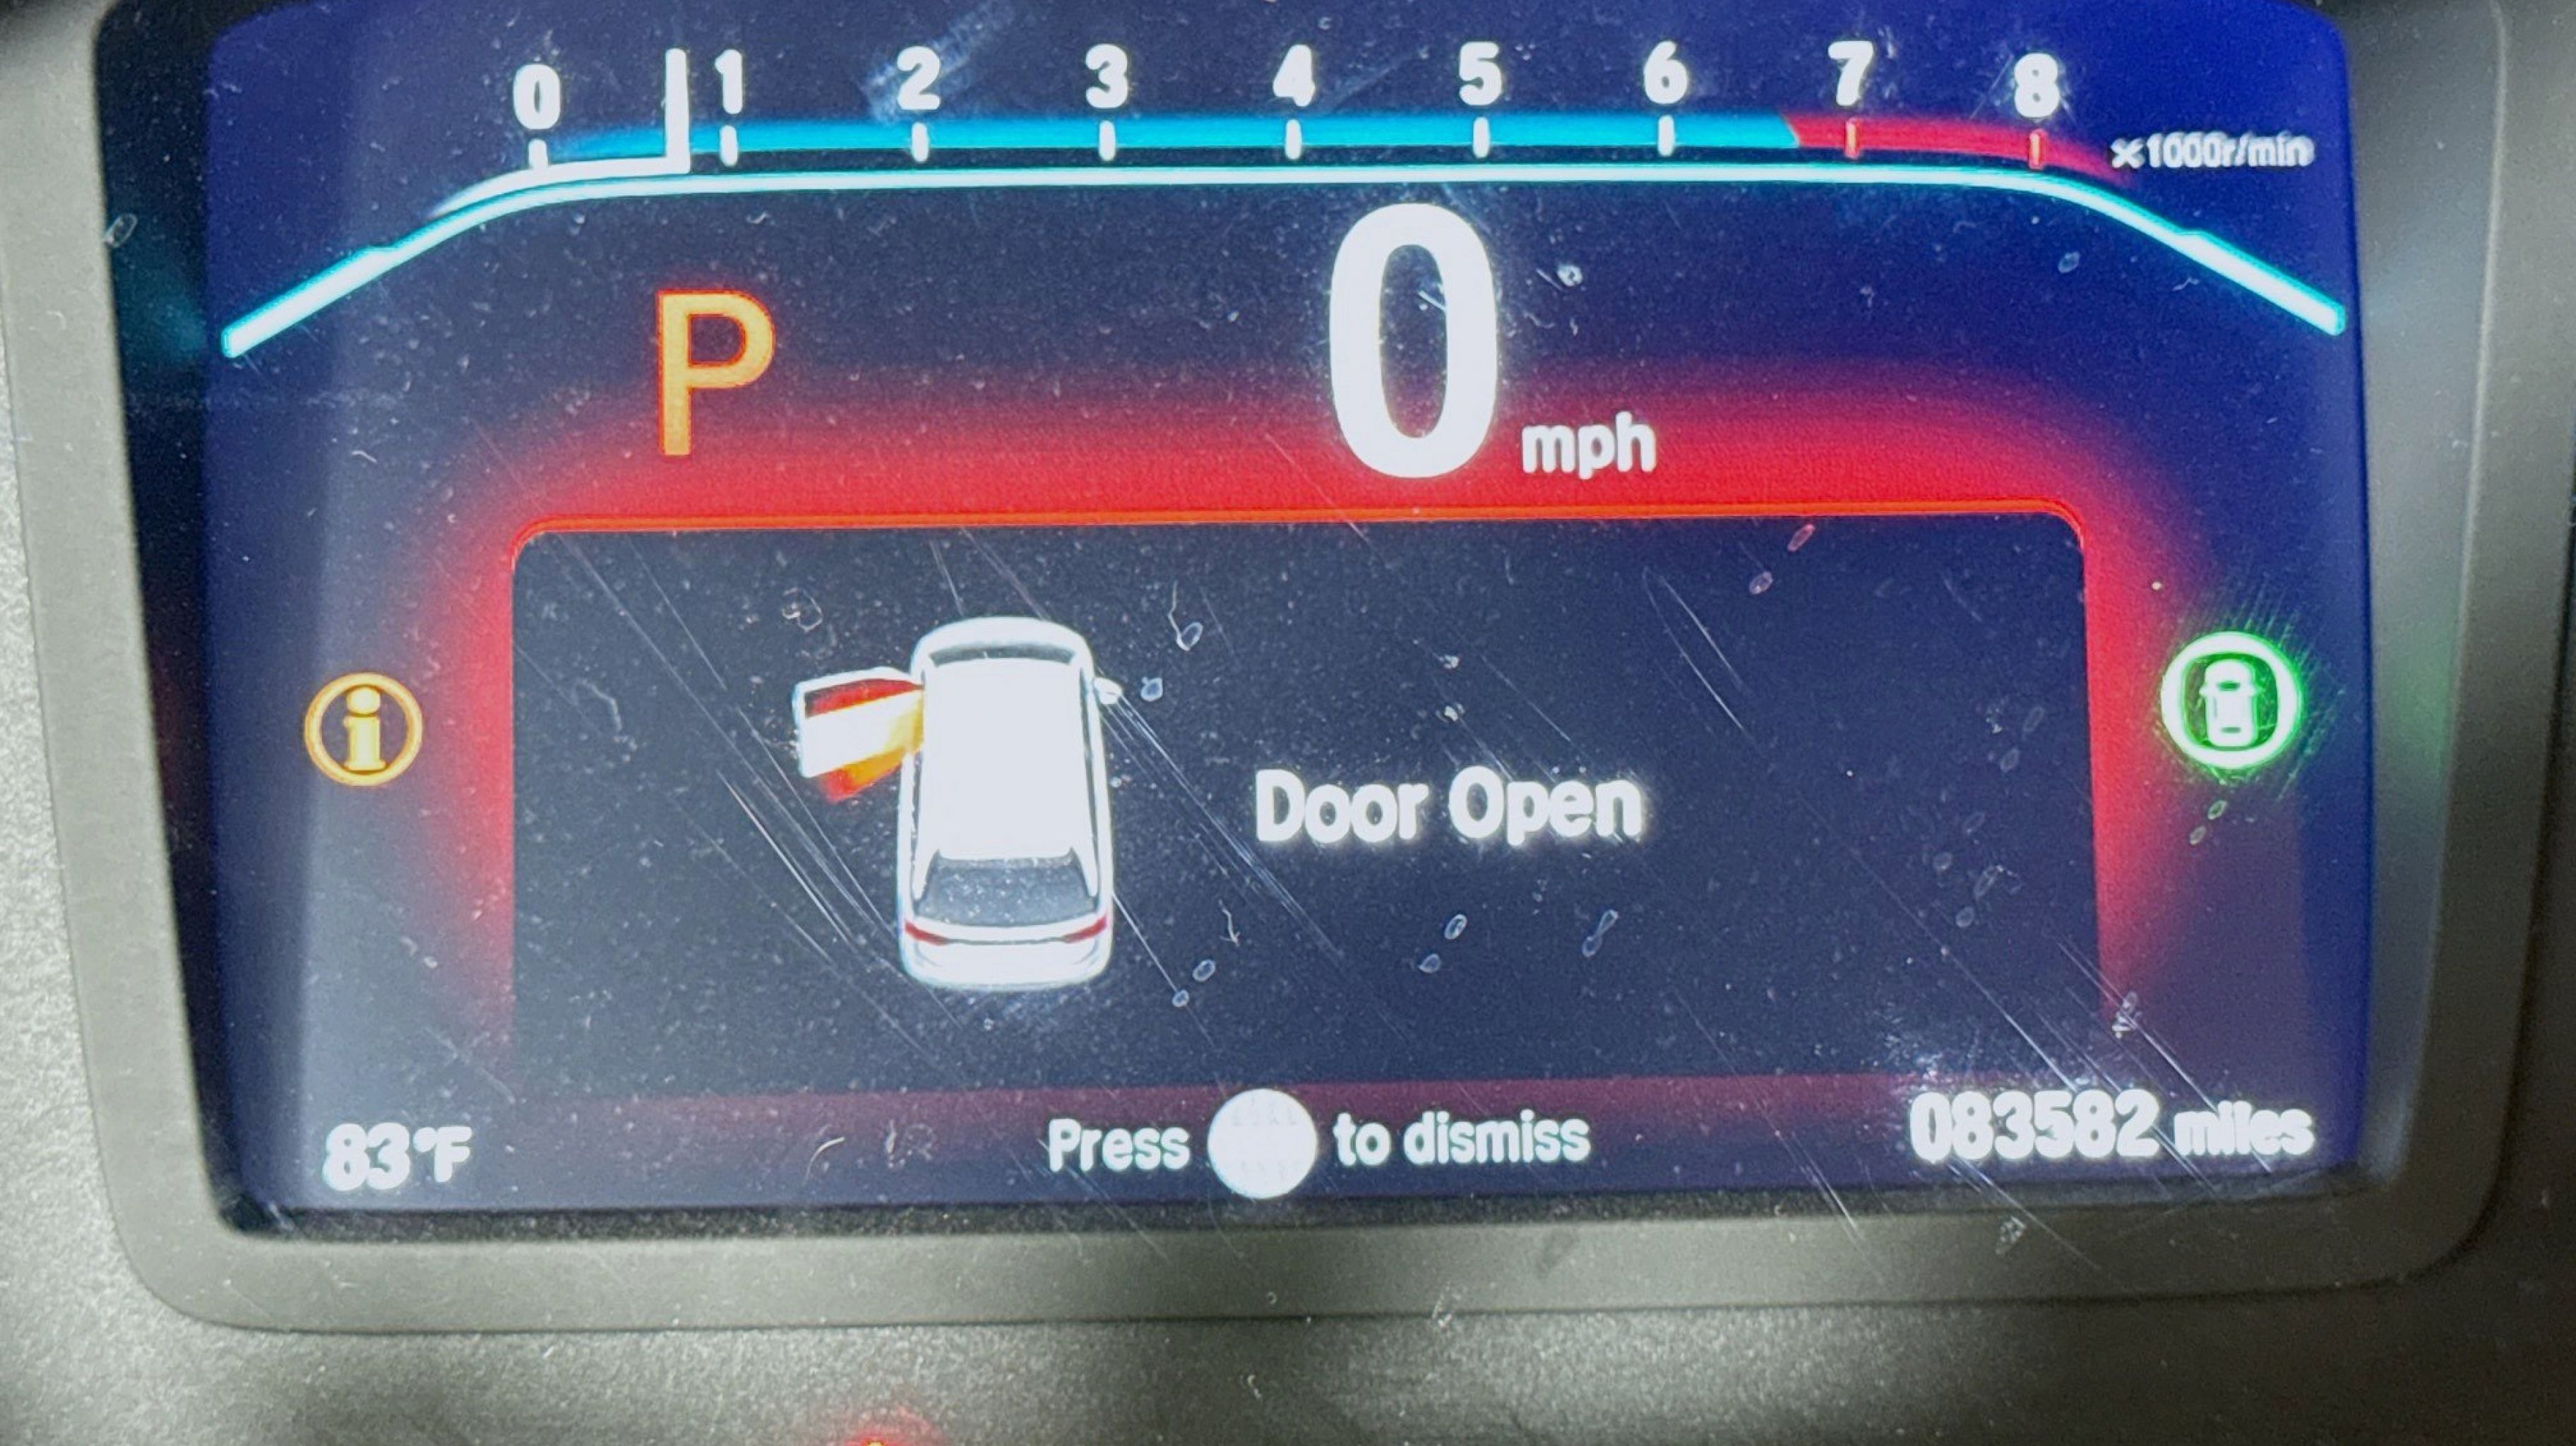 0 1 2 3 4 5 6 7 8
x1000r/min
P 0 mph
i
Door Open
83°F Press to dismiss 083582 miles